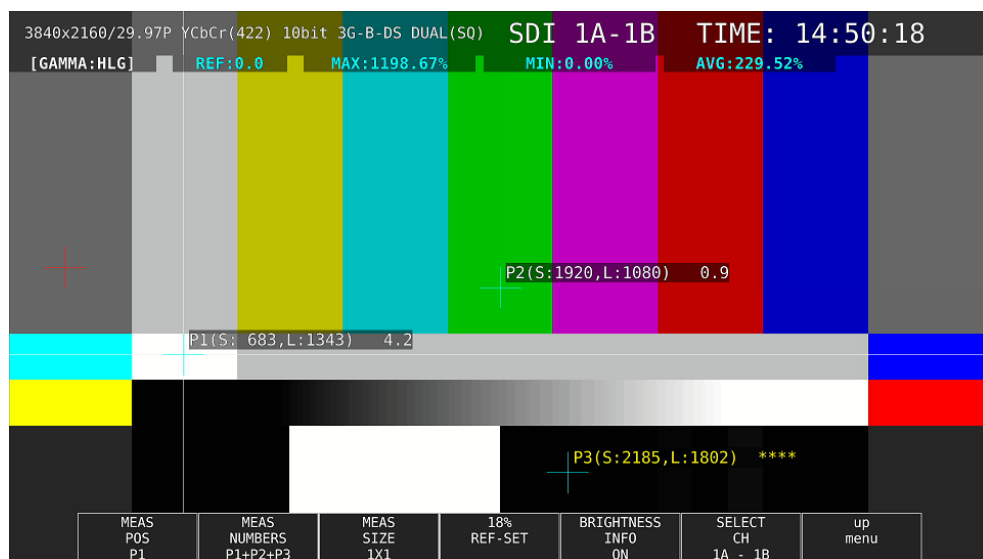 3840x2160/29.97P YCbCr(422) 10bit 3G-B-DS DUAL(SQ) SDI 1A-1B TIME: 14:50:18
[GAMMA:HLG] REF:0.0 MAX:1198.67% MIN:0.00% AVG:229.52%
P2(S:1920,L:1080) 0.9
P1(S: 683,L:1343) 4.2
P3(S:2185,L:1802) ****
MEAS POS P1
MEAS NUMBERS P1+P2+P3
MEAS SIZE 1X1
18% REF-SET
BRIGHTNESS INFO ON
SELECT CH 1A - 1B
up menu